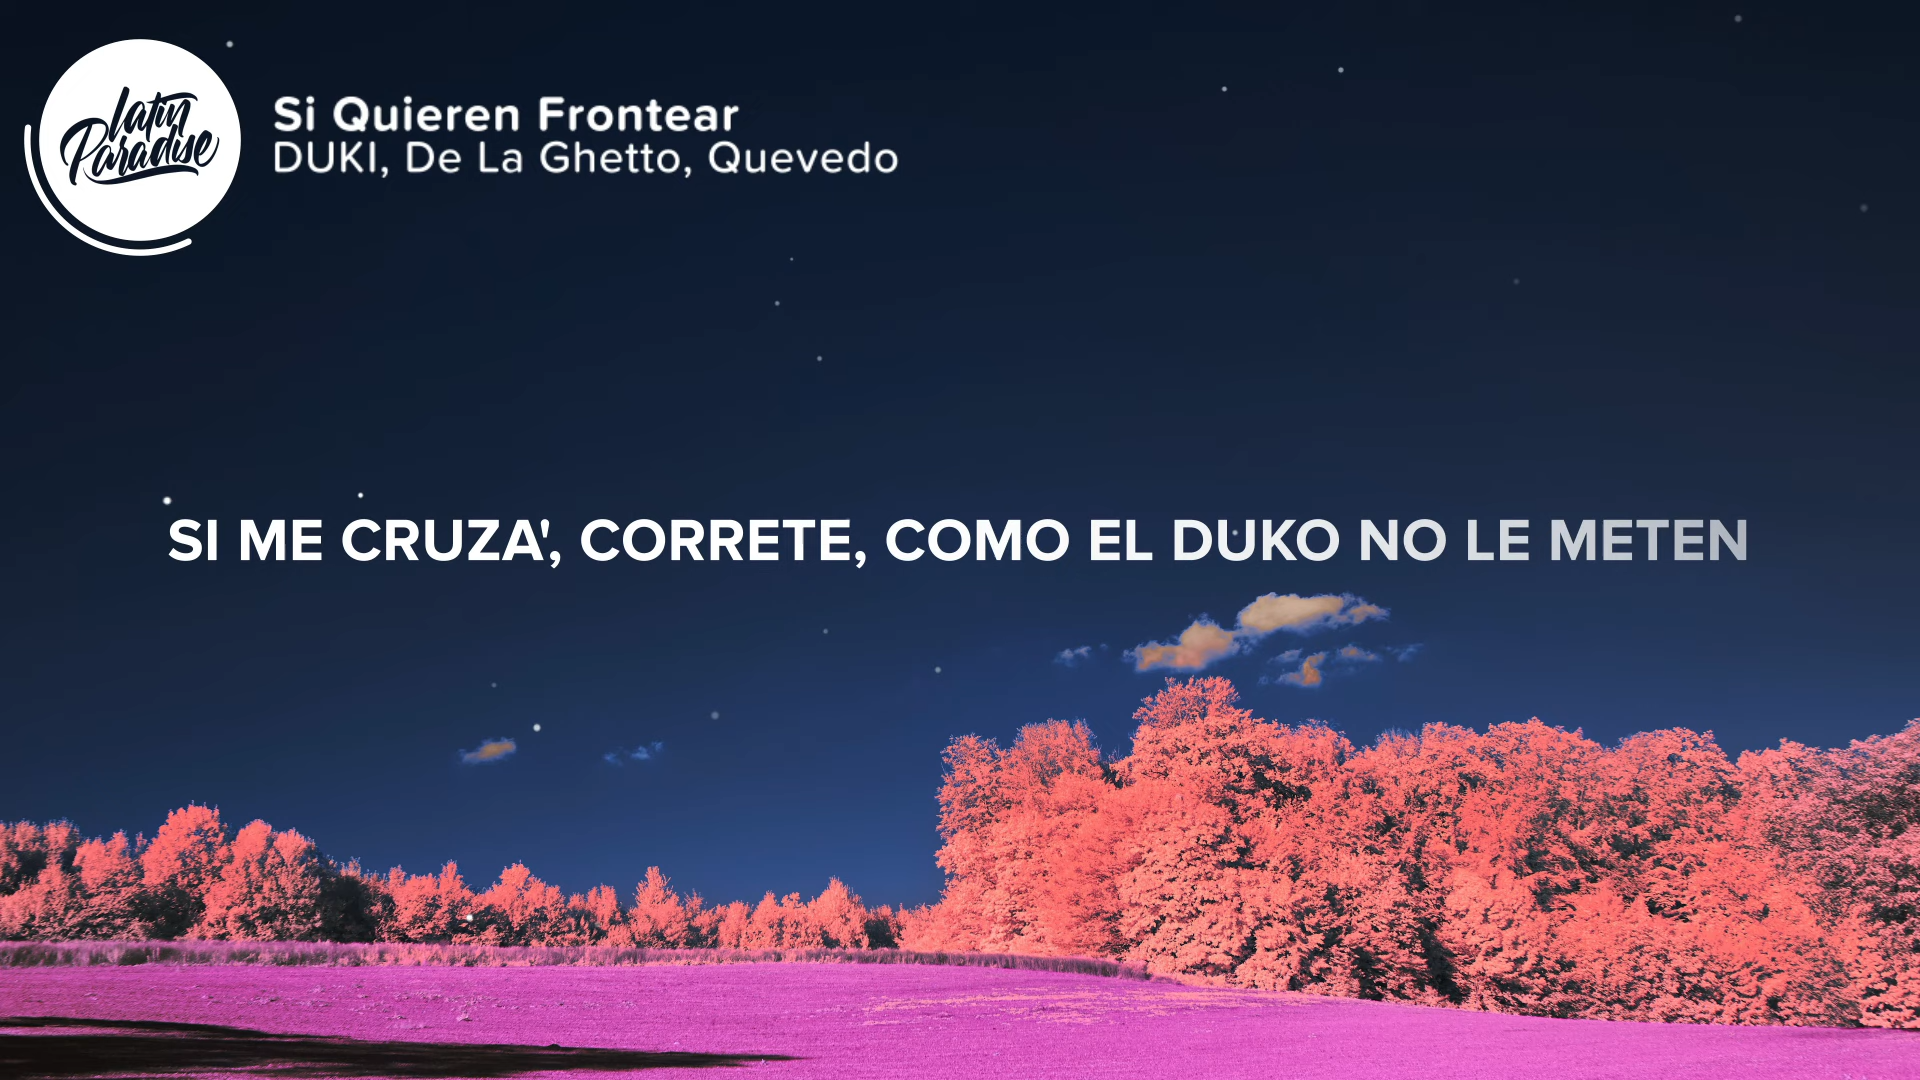 latin
Paradise
Si Quieren Frontear
DUKI, De La Ghetto, Quevedo
SI ME CRUZA', CORRETE, COMO EL DUKO NO LE METEN